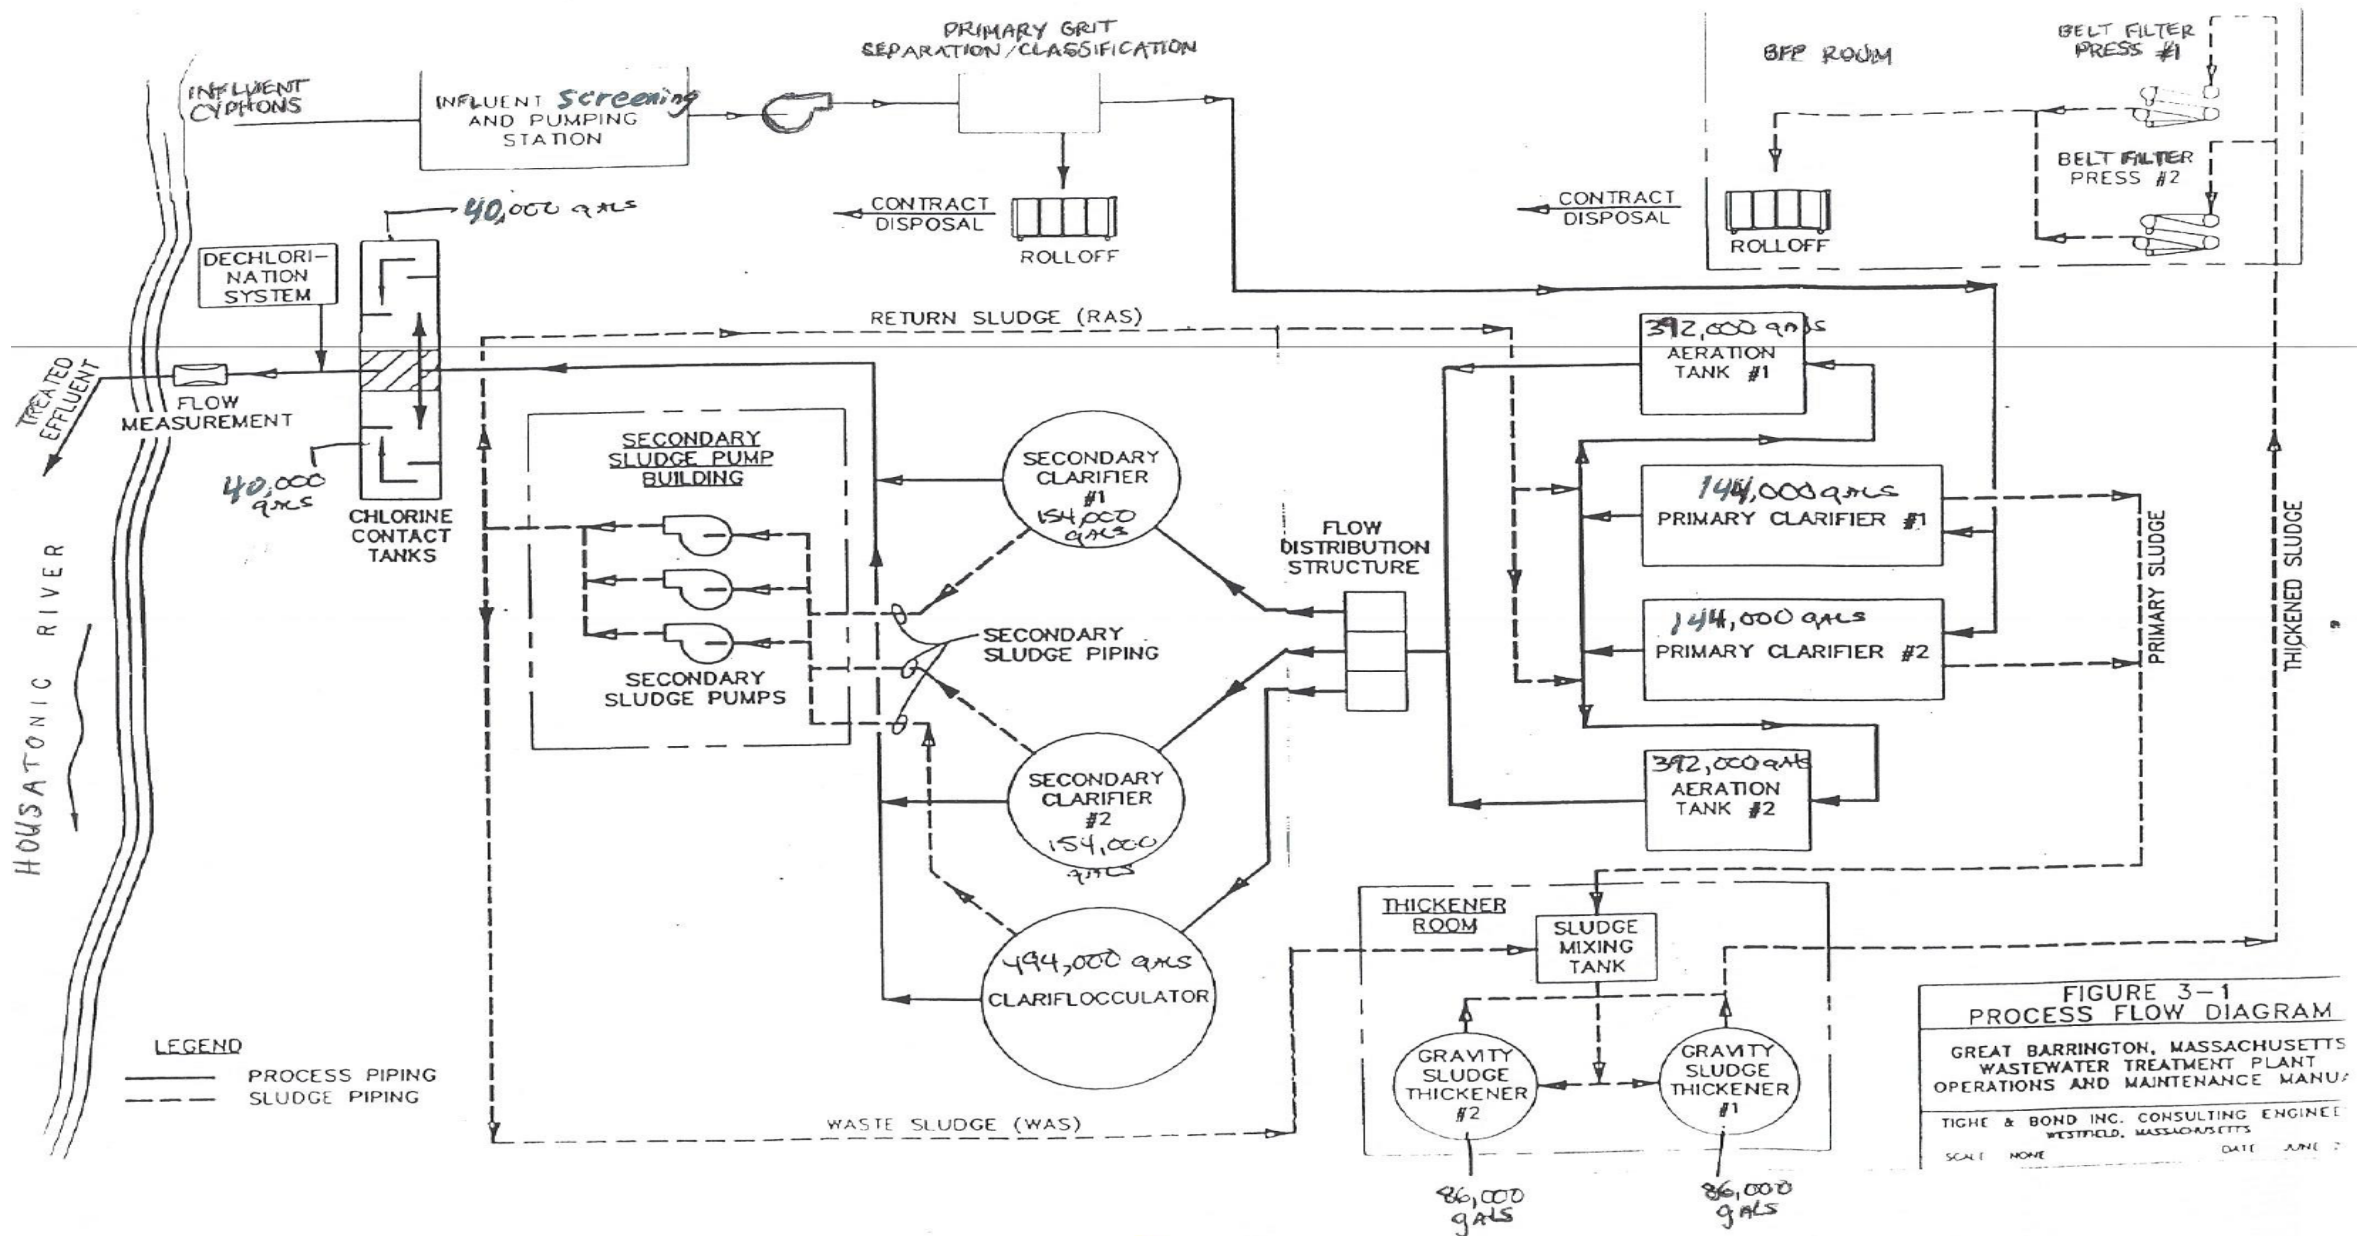 PRIMARY GRIT
SEPARATION/CLASSIFICATION
INFLUENT
CYPHONS
INFLUENT screening
AND PUMPING
STATION
BFP ROOM
BELT FILTER
PRESS #1
BELT FILTER
PRESS #2
40,000 gals
CONTRACT
DISPOSAL
ROLLOFF
CONTRACT
DISPOSAL
ROLLOFF
DECHLORI-
NATION
SYSTEM
RETURN SLUDGE (RAS)
392,000 gals
AERATION
TANK #1
TREATED
EFFLUENT
FLOW
MEASUREMENT
40,000
gals
CHLORINE
CONTACT
TANKS
SECONDARY
SLUDGE PUMP
BUILDING
SECONDARY
SLUDGE PUMPS
SECONDARY
CLARIFIER
#1
154,000
gals
SECONDARY
SLUDGE PIPING
FLOW
DISTRIBUTION
STRUCTURE
144,000 gals
PRIMARY CLARIFIER #1
144,000 gals
PRIMARY CLARIFIER #2
PRIMARY SLUDGE
THICKENED SLUDGE
HOUSATONIC RIVER
SECONDARY
CLARIFIER
#2
154,000
gals
392,000 gals
AERATION
TANK #2
494,000 gals
CLARIFLOCCULATOR
THICKENER
ROOM
SLUDGE
MIXING
TANK
GRAVITY
SLUDGE
THICKENER
#2
GRAVITY
SLUDGE
THICKENER
#1
86,000
gals
86,000
gals
WASTE SLUDGE (WAS)
LEGEND
PROCESS PIPING
SLUDGE PIPING
FIGURE 3-1
PROCESS FLOW DIAGRAM
GREAT BARRINGTON, MASSACHUSETTS
WASTEWATER TREATMENT PLANT
OPERATIONS AND MAINTENANCE MANUA
TIGHE & BOND INC. CONSULTING ENGINEE
WESTFIELD, MASSACHUSETTS
SCALE NONE DATE JUNE